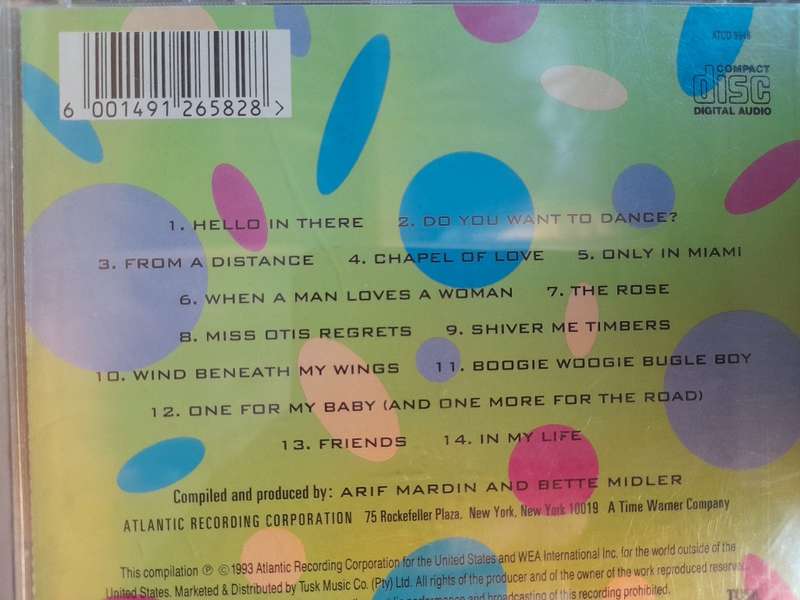 6 001491 265828 >
COMPACT
disc
DIGITAL AUDIO
1. HELLO IN THERE 2. DO YOU WANT TO DANCE?
3. FROM A DISTANCE 4. CHAPEL OF LOVE 5. ONLY IN MIAMI
6. WHEN A MAN LOVES A WOMAN 7. THE ROSE
8. MISS OTIS REGRETS 9. SHIVER ME TIMBERS
10. WIND BENEATH MY WINGS 11. BOOGIE WOOGIE BUGLE BOY
12. ONE FOR MY BABY (AND ONE MORE FOR THE ROAD)
13. FRIENDS 14. IN MY LIFE
Compiled and produced by: ARIF MARDIN AND BETTE MIDLER
ATLANTIC RECORDING CORPORATION 75 Rockefeller Plaza, New York, New York 10019 A Time Warner Company
This compilation ℗ ©1993 Atlantic Recording Corporation for the United States and WEA International Inc. for the world outside of the
United States. Marketed & Distributed by Tusk Music Co. (Pty) Ltd. All rights of the producer and of the owner of the work reproduced reserved.
performance and broadcasting of this recording prohibited.